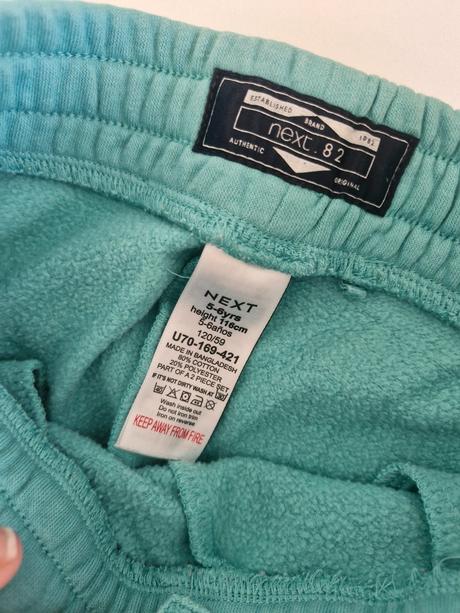 ESTABLISHED BRAND 1982
next.82
AUTHENTIC ORIGINAL
NEXT
5-6yrs
height 116cm
5-6años
120/59
U70-169-421
MADE IN BANGLADESH
80% COTTON
20% POLYESTER
PART OF A 2 PIECE SET
IF IT'S NOT DIRTY WASH AT 30
Wash inside out
Do not iron trim
Iron on reverse
KEEP AWAY FROM FIRE